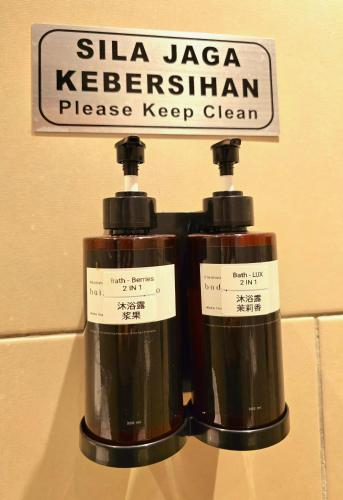 SILA JAGA
KEBERSIHAN
Please Keep Clean
Bath - Berries
2 IN 1
沐浴露
浆果
Bath - LUX
2 IN 1
沐浴露
茉莉香